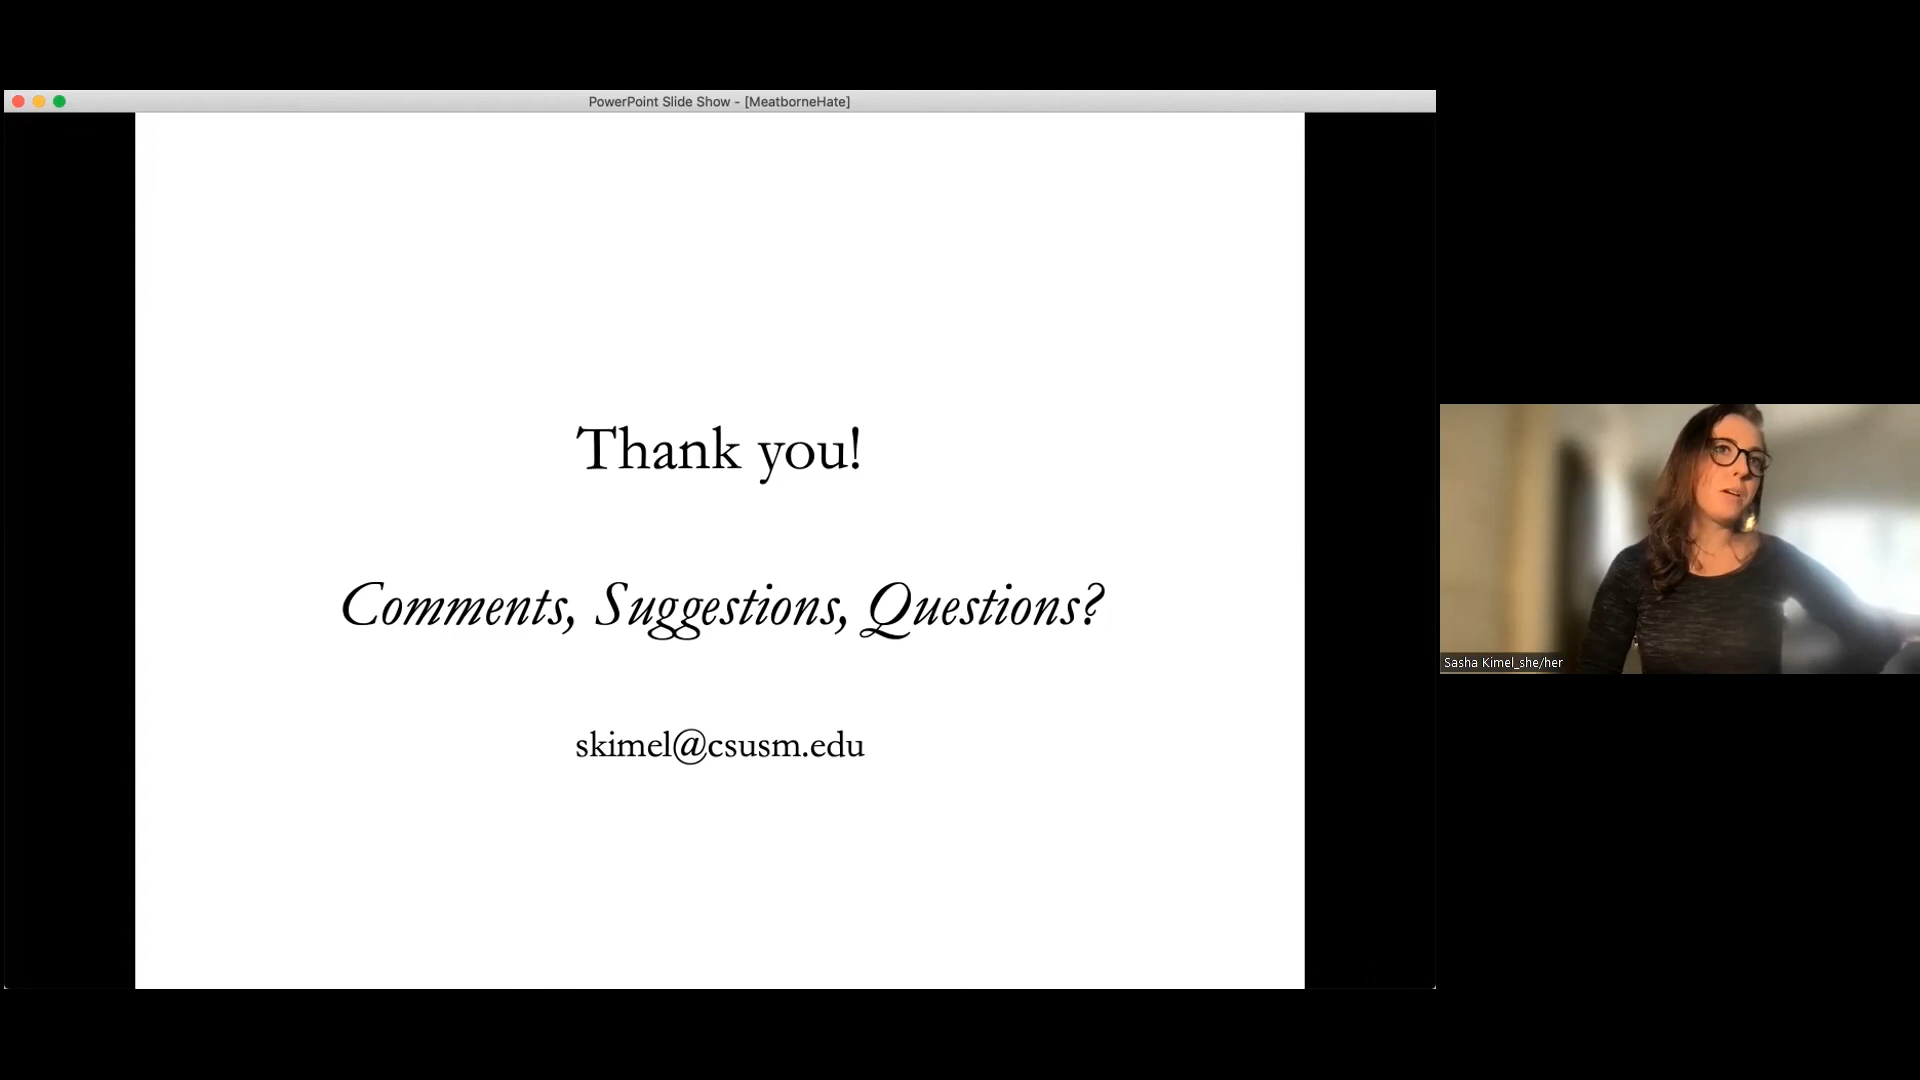 PowerPoint Slide Show - [MeatborneHate]
Thank you!
Comments, Suggestions, Questions?
skimel@csusm.edu
Sasha Kimel_she/her